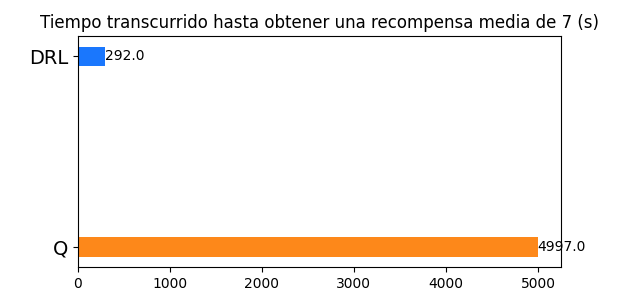 Tiempo transcurrido hasta obtener una recompensa media de 7 (s)
DRL 292.0
Q 4997.0
0 1000 2000 3000 4000 5000